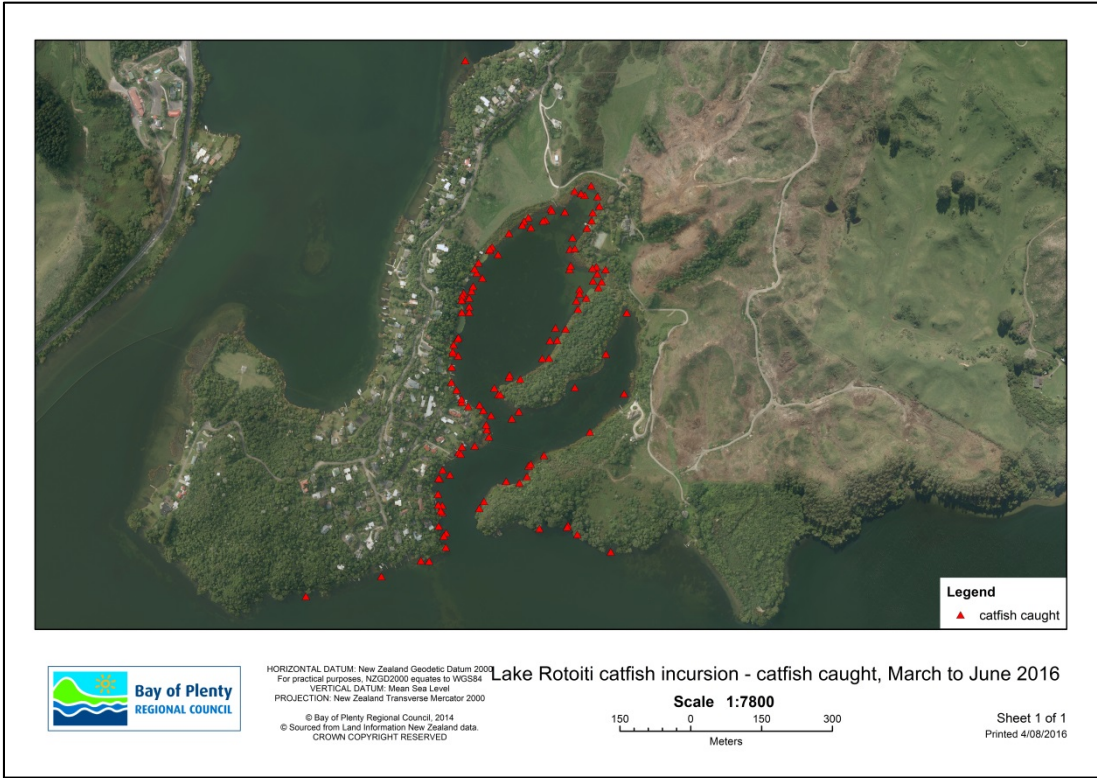 Legend
catfish caught
Bay of Plenty
REGIONAL COUNCIL
HORIZONTAL DATUM: New Zealand Geodetic Datum 2000
For practical purposes, NZGD2000 equates to WGS84
VERTICAL DATUM: Mean Sea Level
PROJECTION: New Zealand Transverse Mercator 2000
© Bay of Plenty Regional Council, 2014
© Sourced from Land Information New Zealand data.
CROWN COPYRIGHT RESERVED
Lake Rotoiti catfish incursion - catfish caught, March to June 2016
Scale 1:7800
150 0 150 300
Meters
Sheet 1 of 1
Printed 4/08/2016